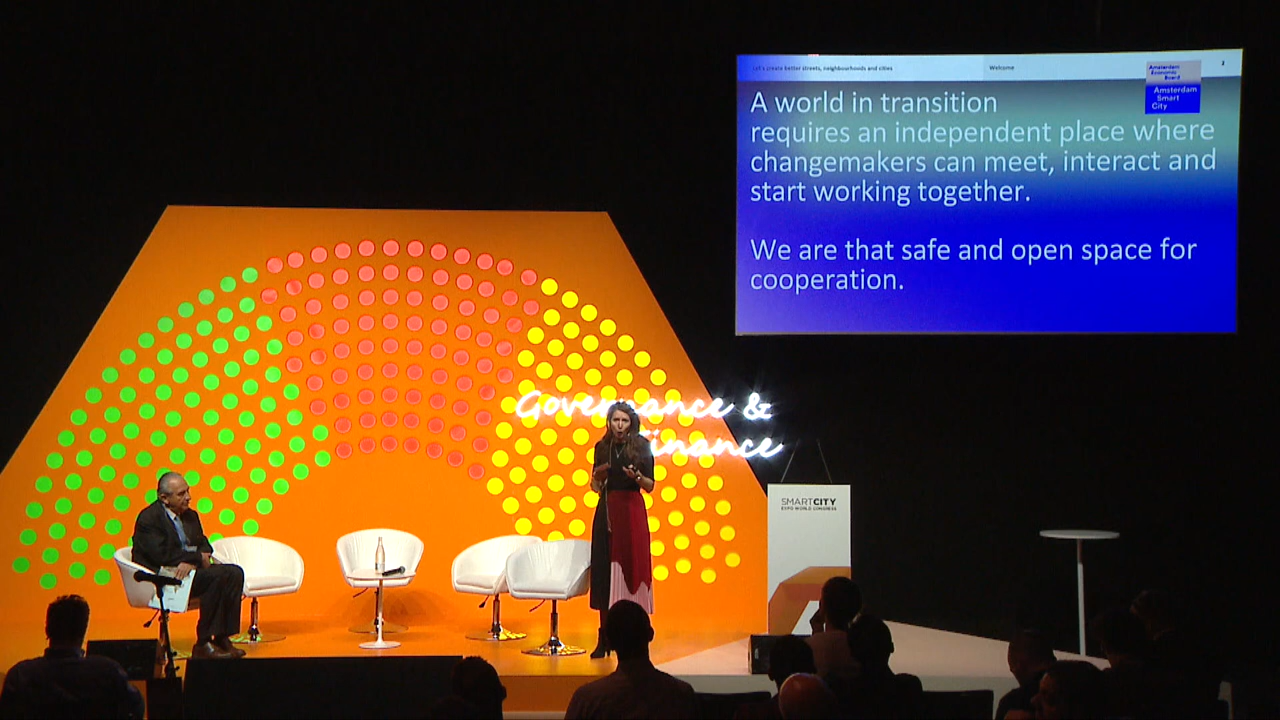 Let's create better streets, neighbourhoods and cities
Welcome
2
Amsterdam
Economic
Board
Amsterdam
Smart
City
A world in transition
requires an independent place where
changemakers can meet, interact and
start working together.
We are that safe and open space for
cooperation.
Governance &
Finance
SMARTCITY
EXPO WORLD CONGRESS